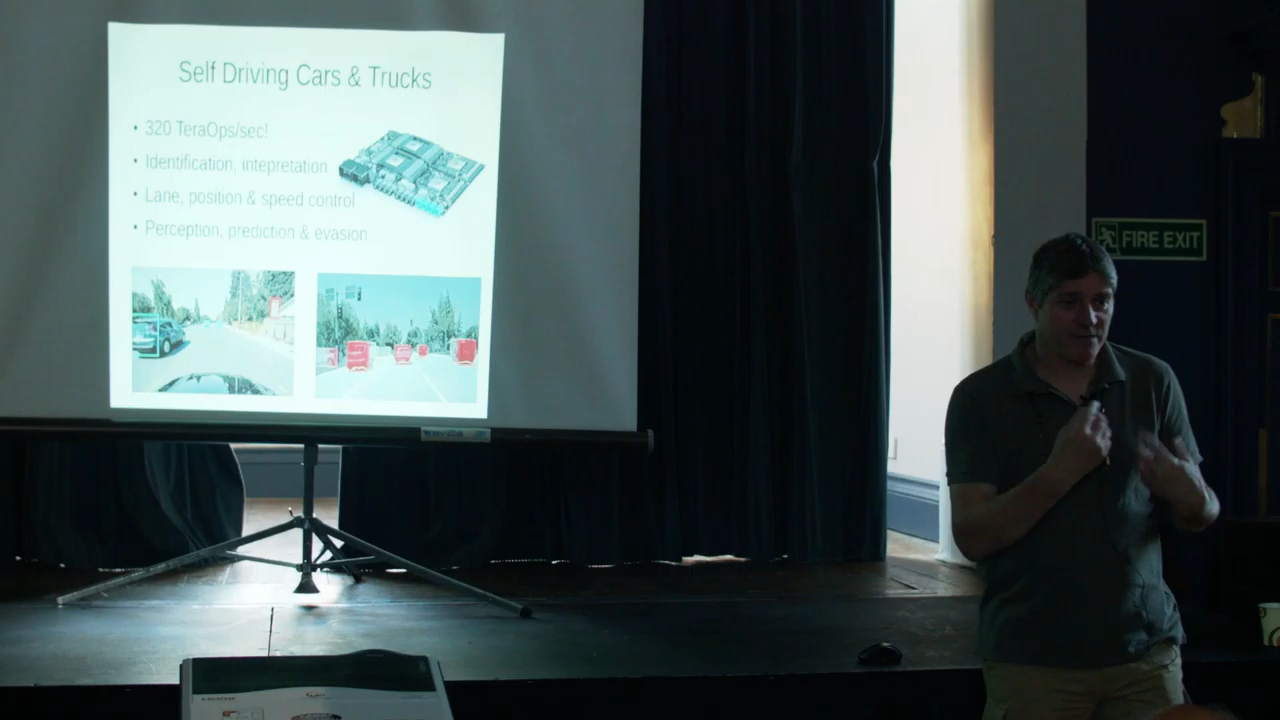 Self Driving Cars & Trucks
• 320 TeraOps/sec!
• Identification, intepretation
• Lane, position & speed control
• Perception, prediction & evasion
FIRE EXIT